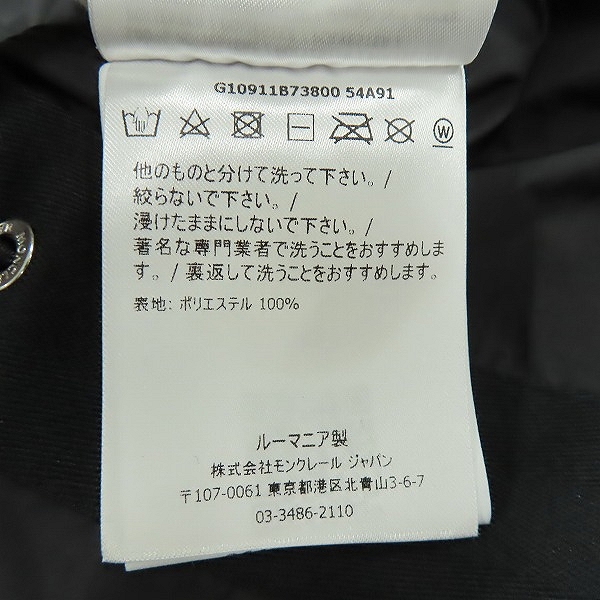 G10911B73800 54A91
W
他のものと分けて洗って下さい。/
絞らないで下さい。/
浸けたままにしないで下さい。/
著名な専門業者で洗うことをおすすめしま
す。/ 裏返して洗うことをおすすめします。
表地: ポリエステル 100%
ルーマニア製
株式会社モンクレール ジャパン
〒107-0061 東京都港区北青山3-6-7
03-3486-2110